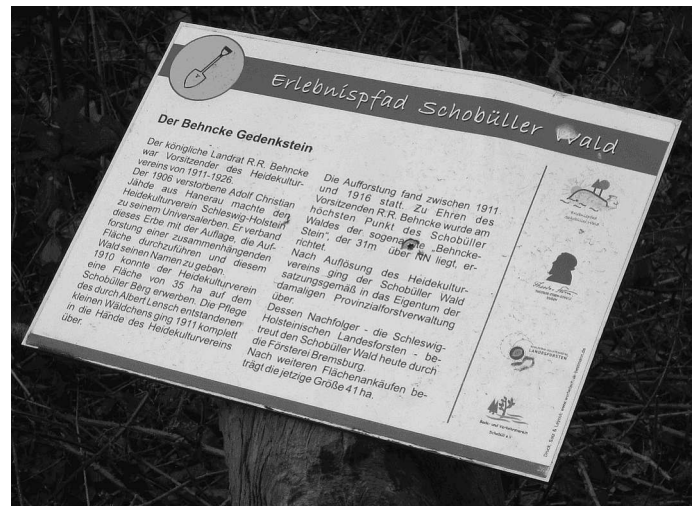 Erlebnispfad Schobüller Wald
Der Behncke Gedenkstein
Der königliche Landrat R.R. Behncke
war Vorsitzender des Heidekultur-
vereins von 1911-1926.
Der 1906 verstorbene Adolf Christian
Jähde aus Hanerau machte den
Heidekulturverein Schleswig-Holstein
zu seinem Universalerben. Er verband
dieses Erbe mit der Auflage, die Auf-
forstung einer zusammenhängenden
Fläche durchzuführen und diesem
Wald seinen Namen zu geben.
1910 konnte der Heidekulturverein
eine Fläche von 35 ha auf dem
Schobüller Berg erwerben. Die Pflege
des durch Albert Lensch entstandenen
kleinen Wäldchens ging 1911 komplett
in die Hände des Heidekulturvereins
über.
Die Aufforstung fand zwischen 1911
und 1916 statt. Zu Ehren des
Vorsitzenden R.R. Behncke wurde am
höchsten Punkt des Schobüller
Waldes der sogenannte „Behncke-
Stein“, der 31m über NN liegt, er-
richtet.
Nach Auflösung des Heidekultur-
vereins ging der Schobüller Wald
satzungsgemäß in das Eigentum der
damaligen Provinzialforstverwaltung
über.
Dessen Nachfolger - die Schleswig-
Holsteinischen Landesforsten - be-
treut den Schobüller Wald heute durch
die Försterei Bremsburg.
Nach weiteren Flächenankäufen be-
trägt die jetzige Größe 41 ha.
LANDESFORSTEN